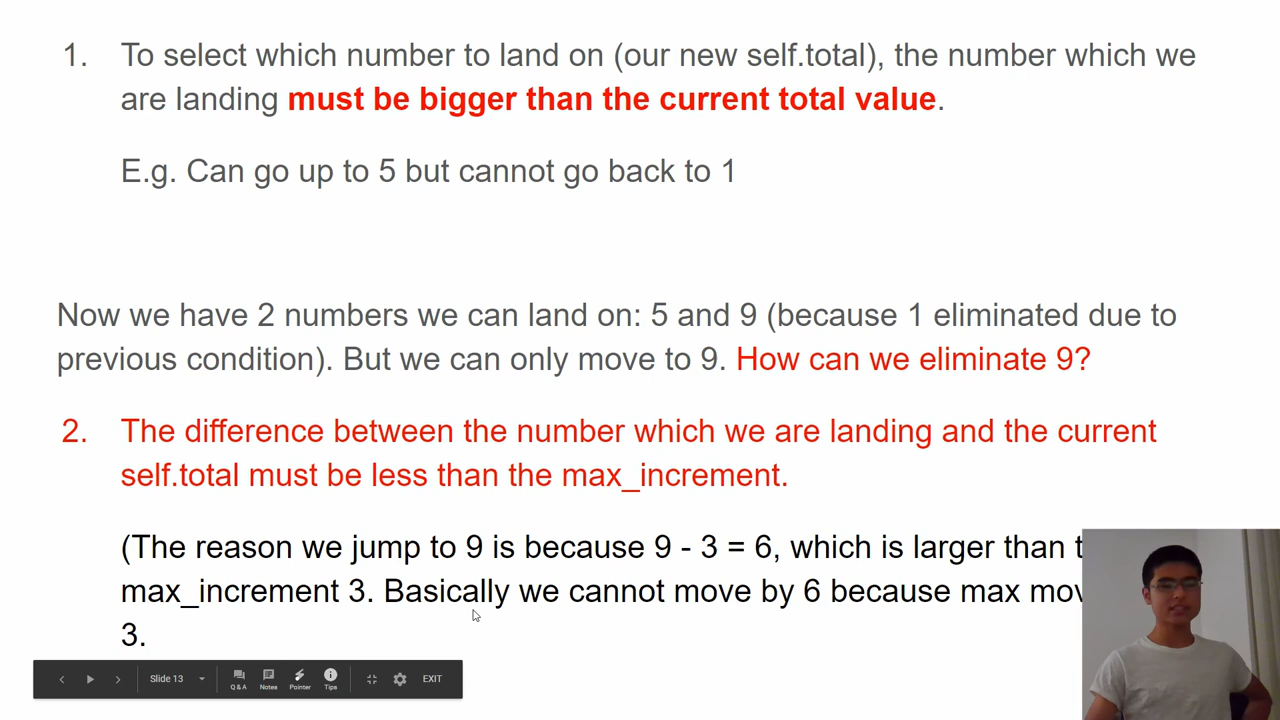 1. To select which number to land on (our new self.total), the number which we
are landing must be bigger than the current total value.
E.g. Can go up to 5 but cannot go back to 1
Now we have 2 numbers we can land on: 5 and 9 (because 1 eliminated due to
previous condition). But we can only move to 9. How can we eliminate 9?
2. The difference between the number which we are landing and the current
self.total must be less than the max_increment.
(The reason we jump to 9 is because 9 - 3 = 6, which is larger than
max_increment 3. Basically we cannot move by 6 because max
3.
Slide 13 Q&A Notes Pointer Tips EXIT